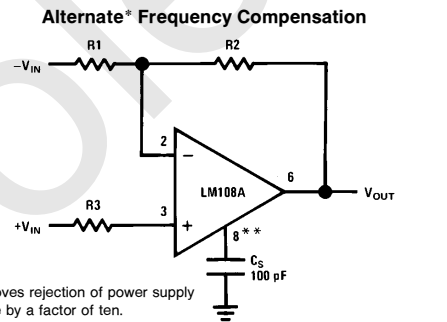 Alternate* Frequency Compensation
R1
R2
−VIN
2
−
LM108A
6
VOUT
R3
3
+
+VIN
8**
CS
100 pF
rejection of power supply
by a factor of ten.